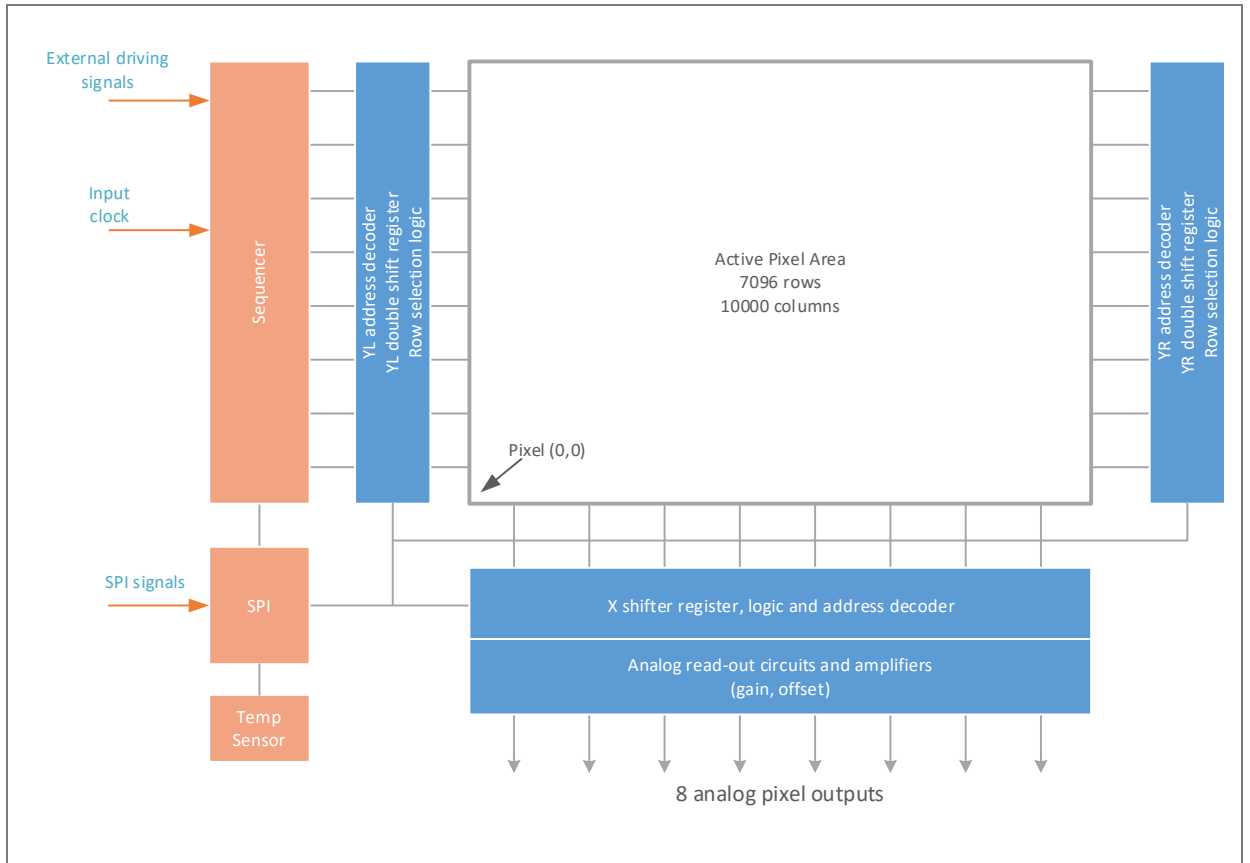 External driving
signals
Input
clock
Sequencer
YL address decoder
YL double shift register
Row selection logic
Active Pixel Area
7096 rows
10000 columns
Pixel (0,0)
YR address decoder
YR double shift register
Row selection logic
SPI signals
SPI
X shifter register, logic and address decoder
Analog read-out circuits and amplifiers
(gain, offset)
Temp
Sensor
8 analog pixel outputs